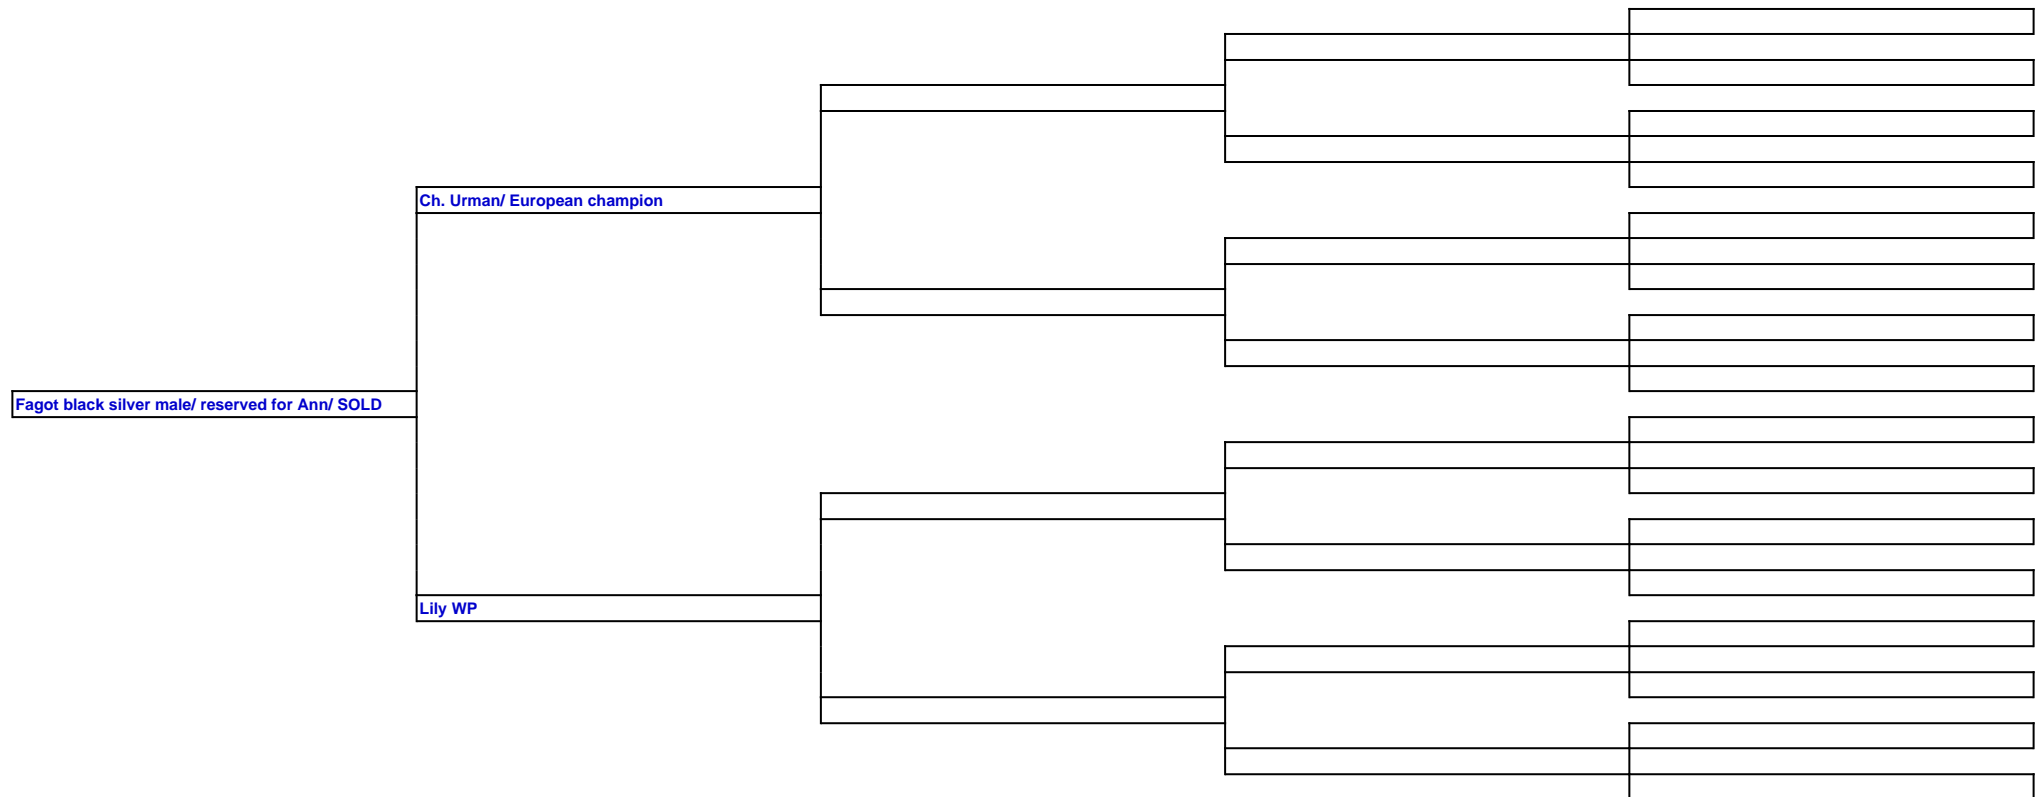 Ch. Urman/ European champion
Fagot black silver male/ reserved for Ann/ SOLD
Lily WP